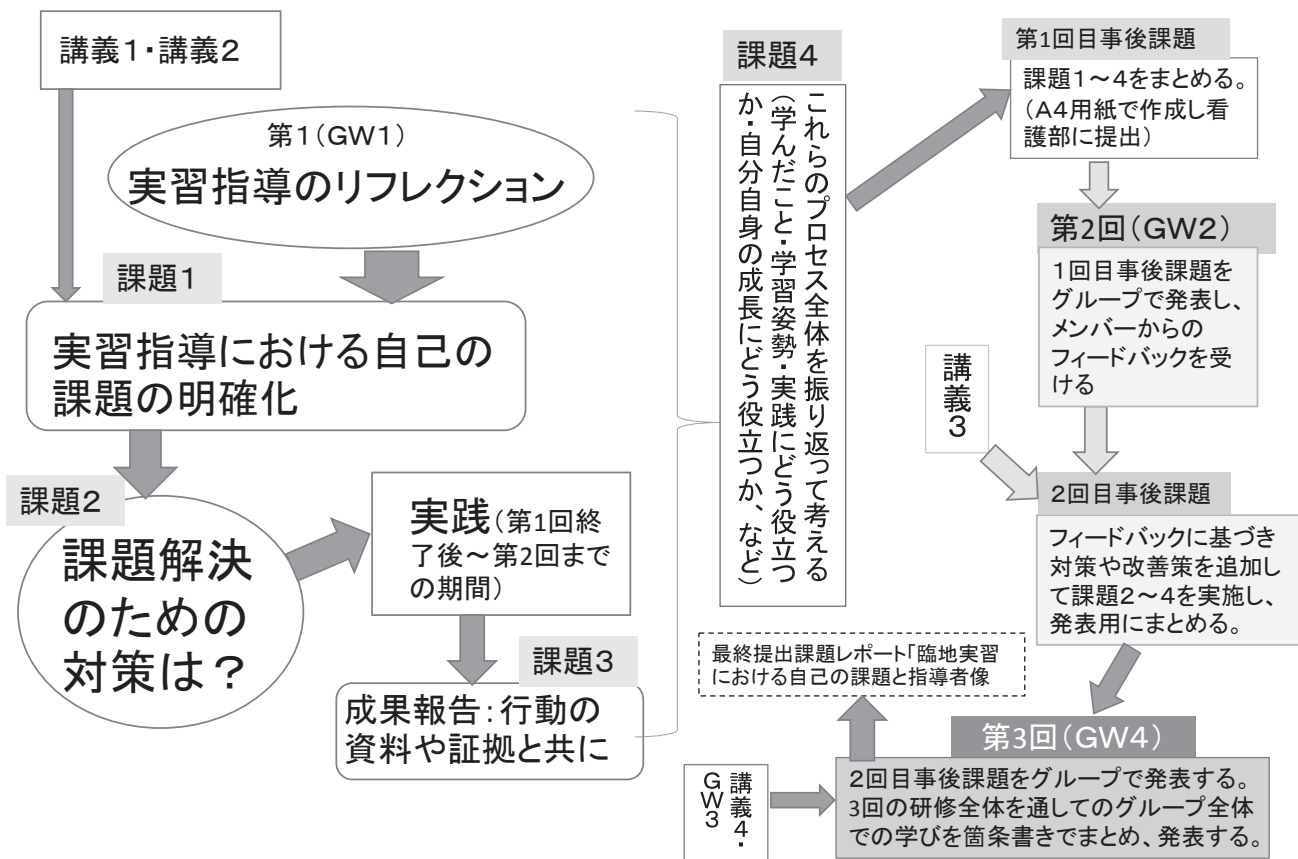 講義1・講義2
第1(GW1)
実習指導のリフレクション
課題1
実習指導における自己の
課題の明確化
課題2
課題解決
のための
対策は?
実践(第1回終
了後~第2回まで
の期間)
課題3
成果報告:行動の
資料や証拠と共に
課題4
これらのプロセス全体を振り返って考える
(学んだこと・学習姿勢・実践にどう役立つ
か・自分自身の成長にどう役立つか、など)
第1回目事後課題
課題1~4をまとめる。
(A4用紙で作成し看
護部に提出)
第2回(GW2)
1回目事後課題を
グループで発表し、
メンバーからの
フィードバックを受
ける
講義3
2回目事後課題
フィードバックに基づき
対策や改善策を追加し
て課題2~4を実施し、
発表用にまとめる。
最終提出課題レポート「臨地実習
における自己の課題と指導者像
第3回(GW4)
講義4・
GW3
2回目事後課題をグループで発表する。
3回の研修全体を通してのグループ全体
での学びを箇条書きでまとめ、発表する。